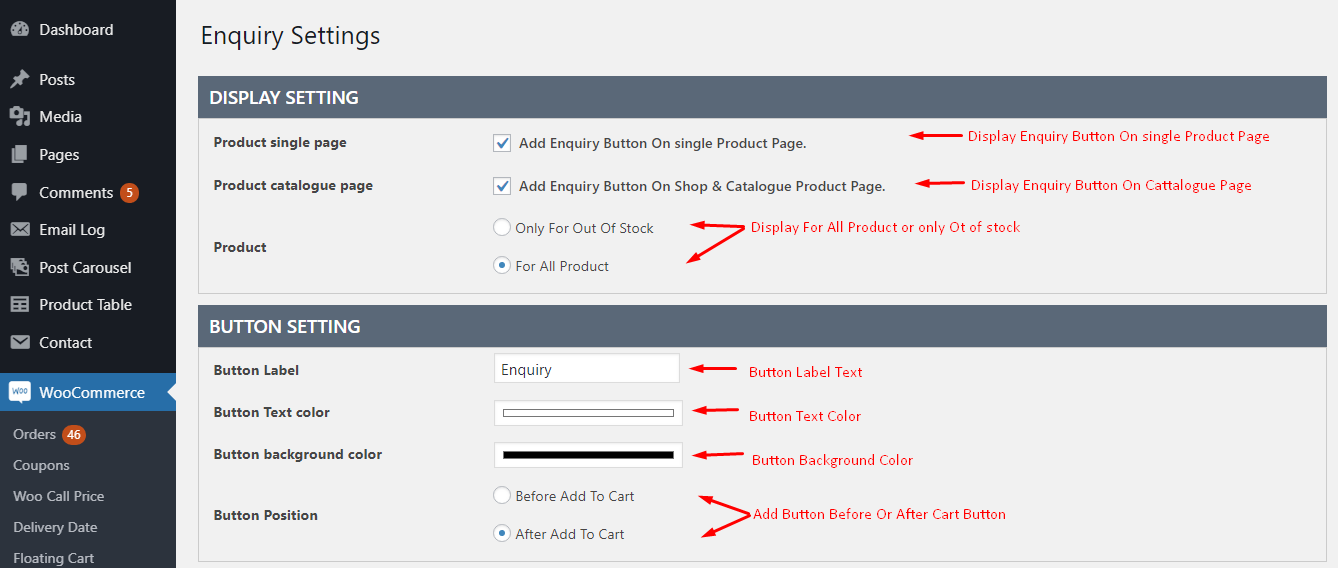 Dashboard
Posts
Media
Pages
Comments 5
Email Log
Post Carousel
Product Table
Contact
Woo WooCommerce
Orders 46
Coupons
Woo Call Price
Delivery Date
Floating Cart
Enquiry Settings
DISPLAY SETTING
Product single page Add Enquiry Button On single Product Page. Display Enquiry Button On single Product Page
Product catalogue page Add Enquiry Button On Shop & Catalogue Product Page. Display Enquiry Button On Cattalogue Page
Only For Out Of Stock Display For All Product or only Ot of stock
Product
For All Product
BUTTON SETTING
Button Label Enquiry Button Label Text
Button Text color Button Text Color
Button background color Button Background Color
Before Add To Cart
Button Position Add Button Before Or After Cart Button
After Add To Cart